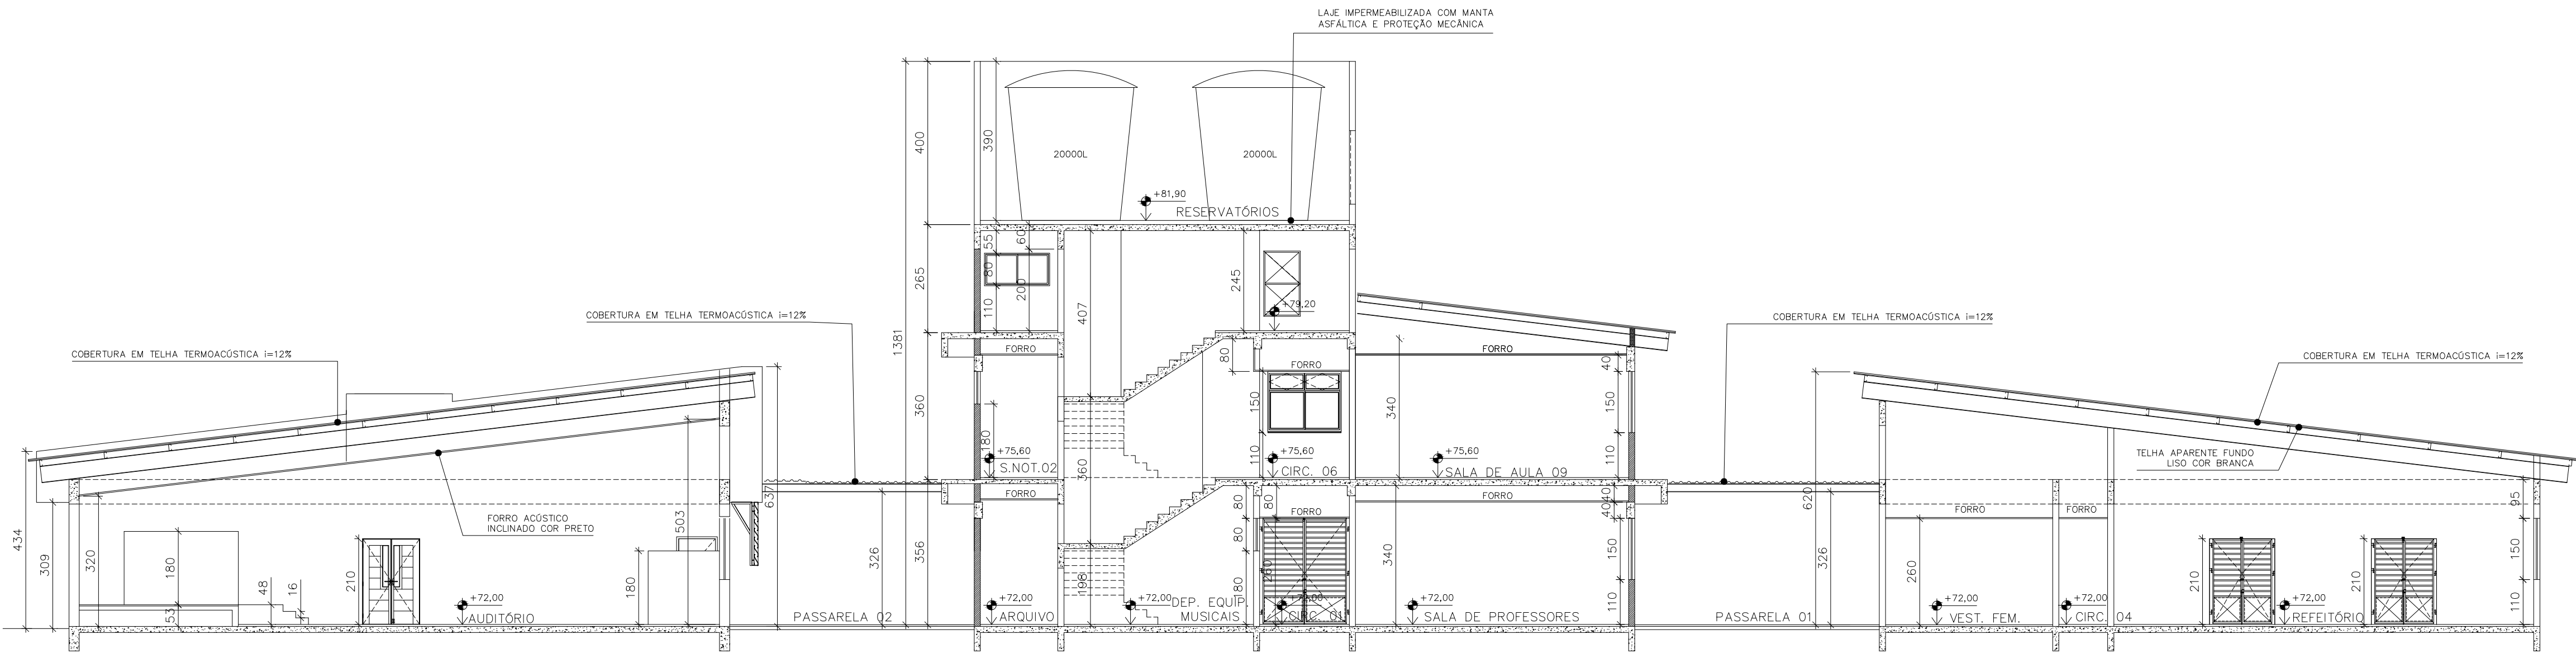 LAJE IMPERMEABILIZADA COM MANTA
ASFÁLTICA E PROTEÇÃO MECÂNICA
20000L
20000L
400
390
+81,90
RESERVATÓRIOS
55
60
80
200
110
265
245
407
+79,20
1381
COBERTURA EM TELHA TERMOACÚSTICA i=12%
COBERTURA EM TELHA TERMOACÚSTICA i=12%
COBERTURA EM TELHA TERMOACÚSTICA i=12%
COBERTURA EM TELHA TERMOACÚSTICA i=12%
FORRO
80
FORRO
FORRO
40
360
150
340
150
180
+75,60
S.NOT.02
360
110
+75,60
CIRC. 06
+75,60
SALA DE AULA 09
110
TELHA APARENTE FUNDO
LISO COR BRANCA
FORRO ACÚSTICO
INCLINADO COR PRETO
434
309
320
180
53
48
16
210
+72,00
AUDITÓRIO
180
503
637
PASSARELA 02
326
356
FORRO
+72,00
ARQUIVO
198
+72,00
DEP. EQUIP.
MUSICAIS
80
80
180
80
FORRO
260
+72,00
CIRC. 01
340
FORRO
+72,00
SALA DE PROFESSORES
40
40
150
110
PASSARELA 01
620
326
FORRO
FORRO
260
+72,00
VEST. FEM.
+72,00
CIRC. 04
210
+72,00
REFEITÓRIO
210
95
150
110